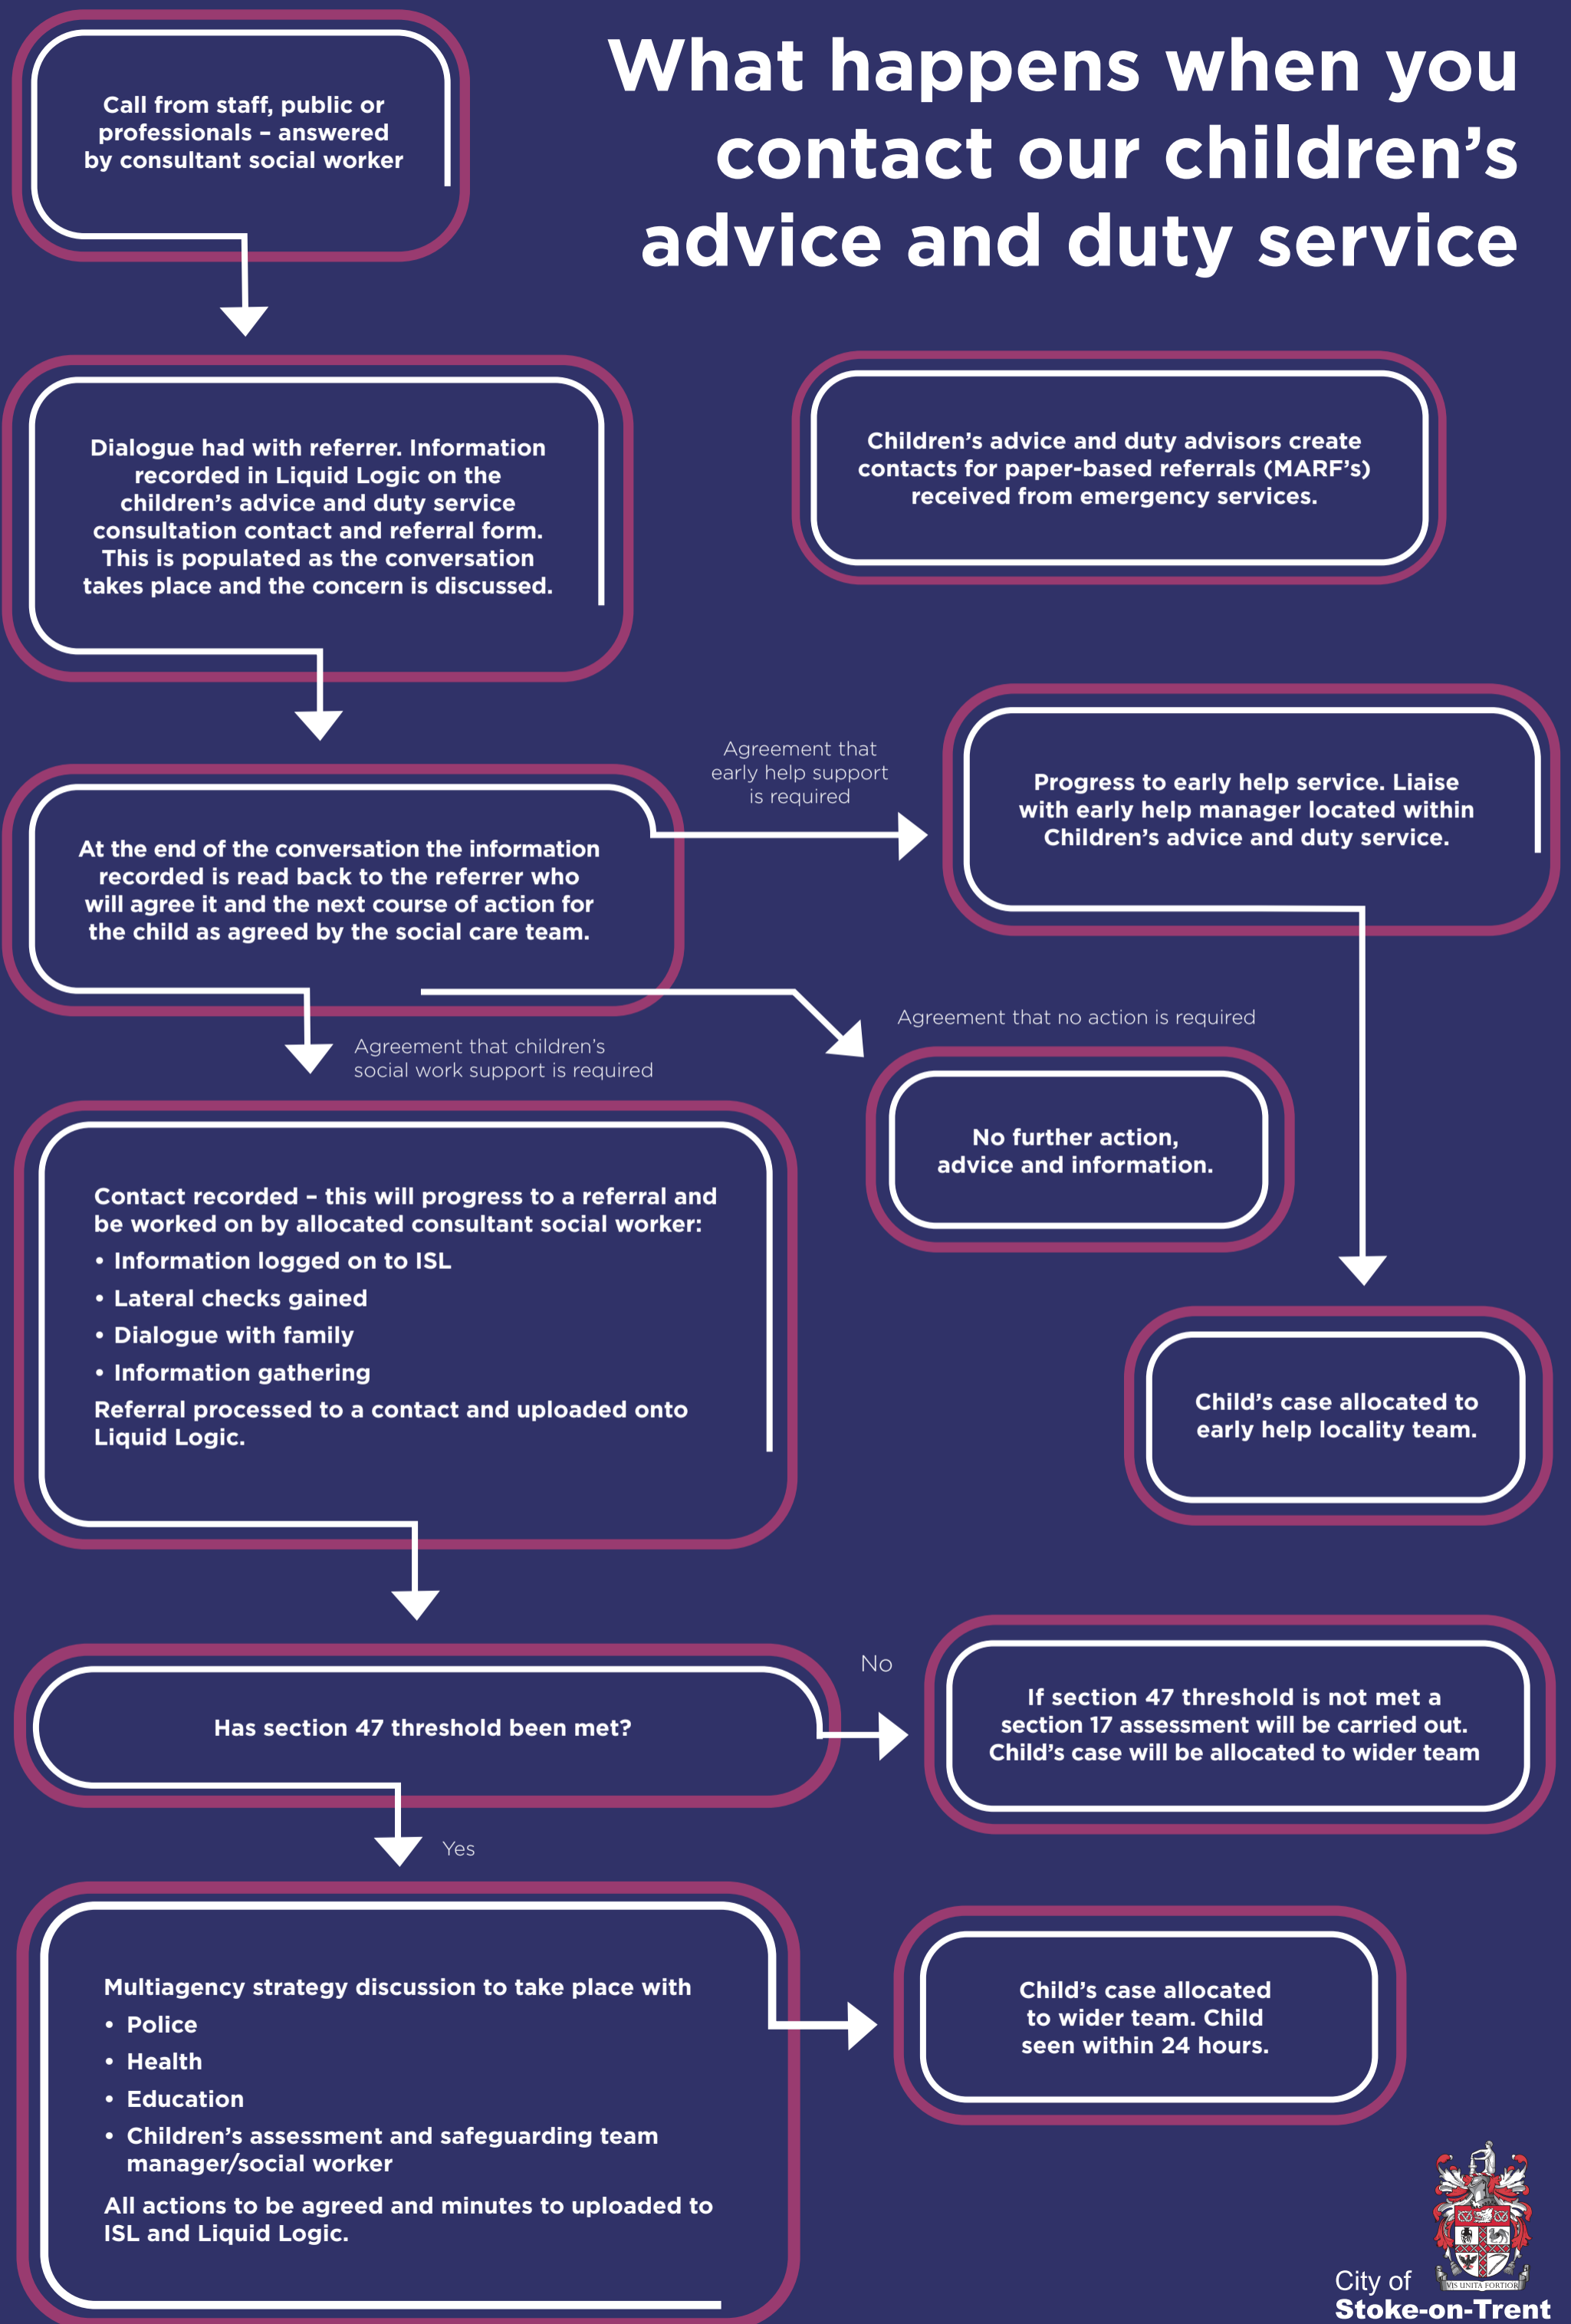 What happens when you
contact our children’s
advice and duty service
Call from staff, public or
professionals – answered
by consultant social worker
Dialogue had with referrer. Information
recorded in Liquid Logic on the
children’s advice and duty service
consultation contact and referral form.
This is populated as the conversation
takes place and the concern is discussed.
Children’s advice and duty advisors create
contacts for paper-based referrals (MARF’s)
received from emergency services.
At the end of the conversation the information
recorded is read back to the referrer who
will agree it and the next course of action for
the child as agreed by the social care team.
Agreement that
early help support
is required
Progress to early help service. Liaise
with early help manager located within
Children’s advice and duty service.
Agreement that no action is required
No further action,
advice and information.
Agreement that children’s
social work support is required
Contact recorded – this will progress to a referral and
be worked on by allocated consultant social worker:
• Information logged on to ISL
• Lateral checks gained
• Dialogue with family
• Information gathering
Referral processed to a contact and uploaded onto
Liquid Logic.
Child’s case allocated to
early help locality team.
Has section 47 threshold been met?
No
If section 47 threshold is not met a
section 17 assessment will be carried out.
Child’s case will be allocated to wider team
Yes
Multiagency strategy discussion to take place with
• Police
• Health
• Education
• Children’s assessment and safeguarding team
manager/social worker
All actions to be agreed and minutes to uploaded to
ISL and Liquid Logic.
Child’s case allocated
to wider team. Child
seen within 24 hours.
VIS UNITA FORTIOR
City of
Stoke-on-Trent